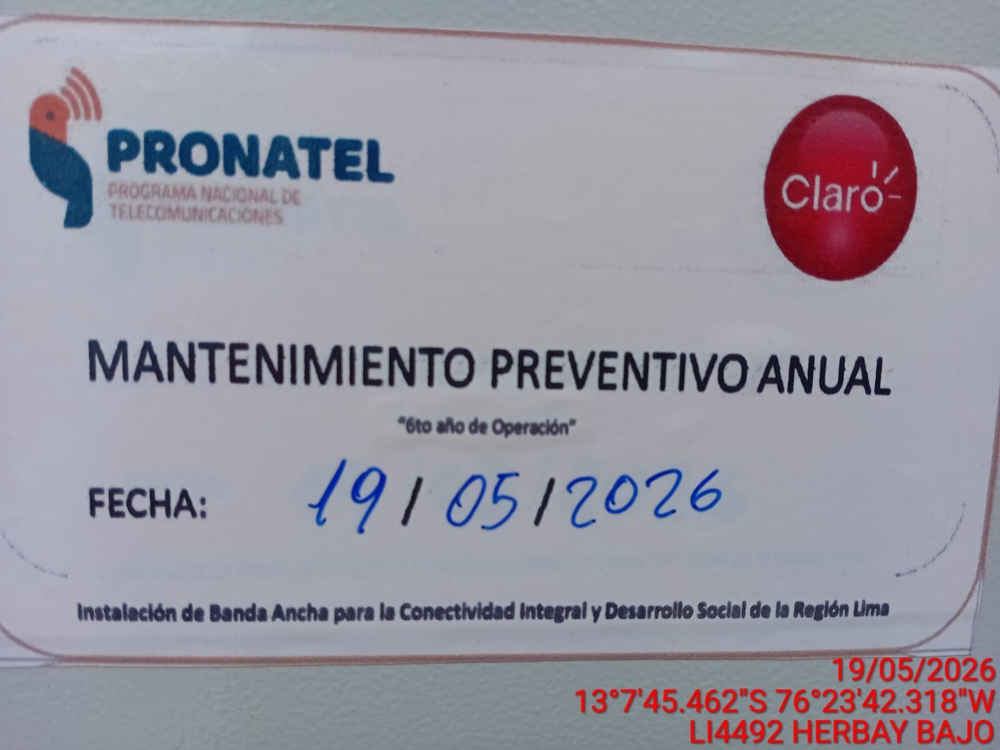 PRONATEL
PROGRAMA NACIONAL DE
TELECOMUNICACIONES
Claro
MANTENIMIENTO PREVENTIVO ANUAL
"6to año de Operación"
FECHA: 19/05/2026
Instalación de Banda Ancha para la Conectividad Integral y Desarrollo Social de la Región Lima
19/05/2026
13°7'45.462"S 76°23'42.318"W
LI4492 HERBAY BAJO